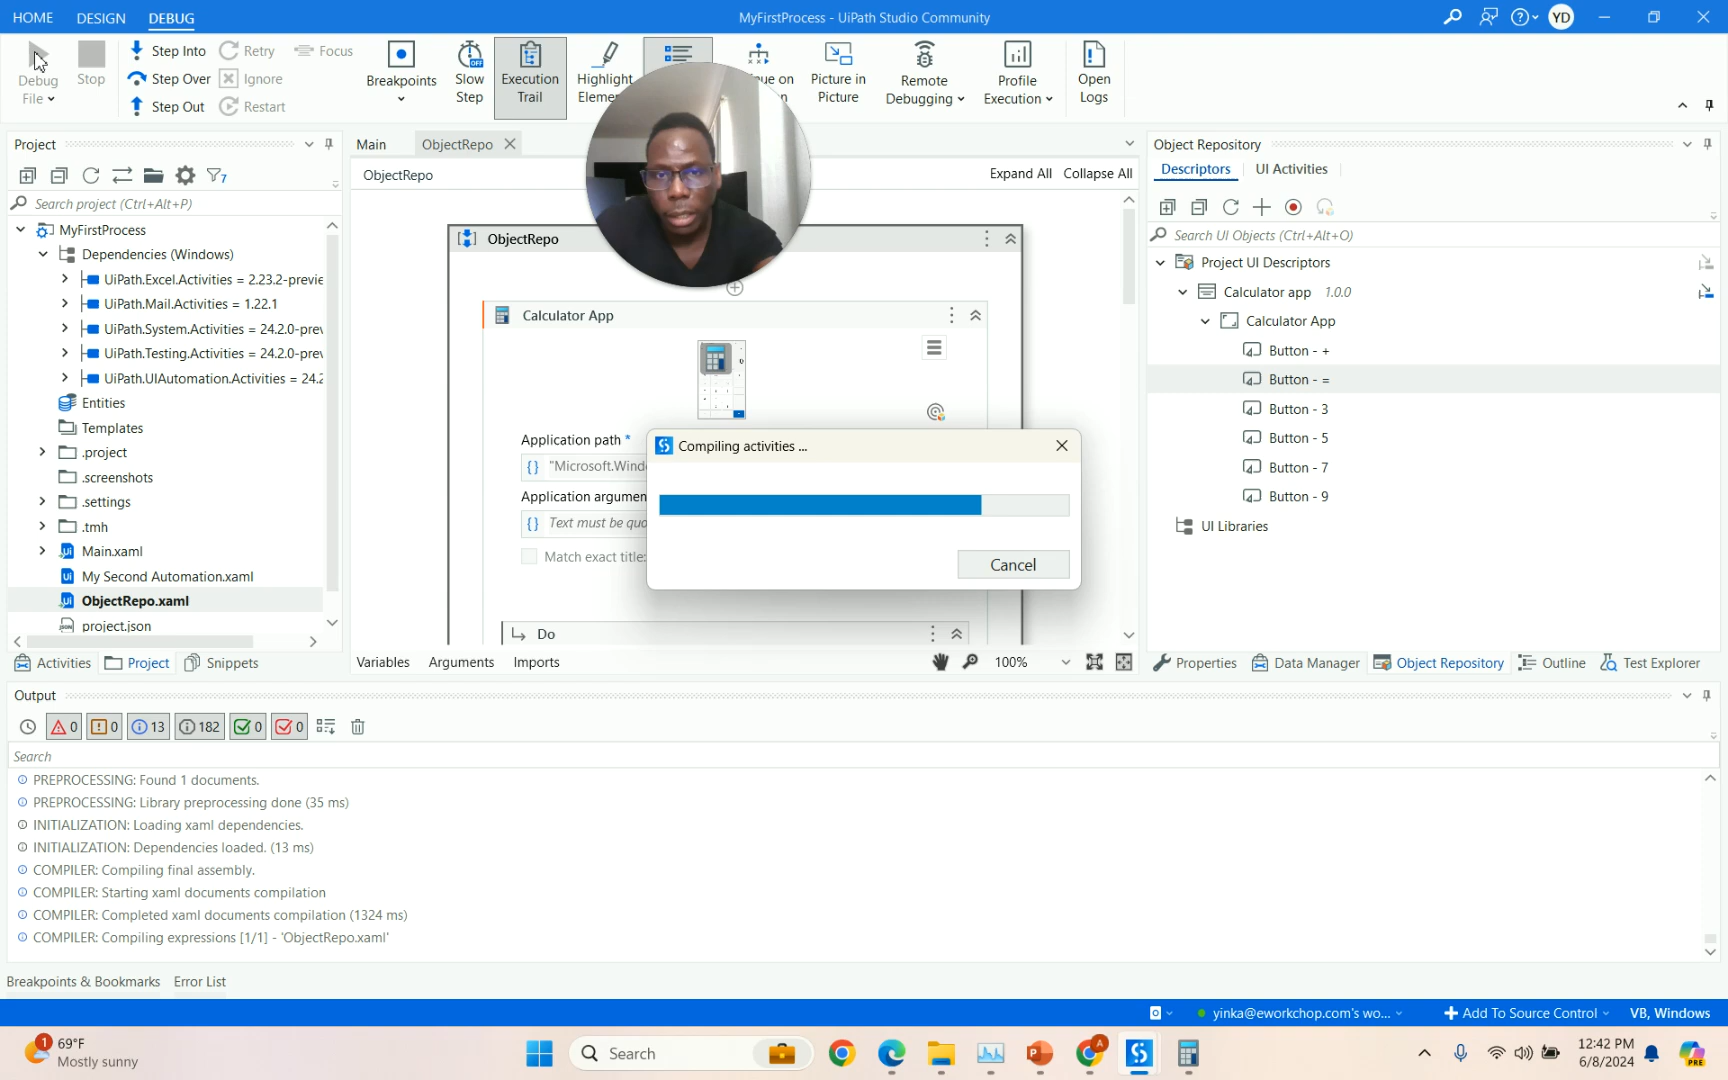 HOME DESIGN DEBUG
MyFirstProcess - UiPath Studio Community
YD
Debug File
Stop
Step Into
Step Over
Step Out
Retry
Ignore
Restart
Focus
Breakpoints
Slow Step
Execution Trail
Highlight
Picture in Picture
Remote Debugging
Profile Execution
Open Logs
Project
7
Search project (Ctrl+Alt+P)
MyFirstProcess
Dependencies (Windows)
UiPath.Excel.Activities = 2.23.2-previe
UiPath.Mail.Activities = 1.22.1
UiPath.System.Activities = 24.2.0-prev
UiPath.Testing.Activities = 24.2.0-prev
UiPath.UIAutomation.Activities = 24.2
Entities
Templates
.project
.screenshots
.settings
.tmh
Main.xaml
My Second Automation.xaml
ObjectRepo.xaml
project.json
Activities Project Snippets
Main ObjectRepo
ObjectRepo
Expand All Collapse All
ObjectRepo
Calculator App
Application path *
"Microsoft.Wind
Application argumen
Text must be quo
Match exact title:
Do
Compiling activities ...
Cancel
Variables Arguments Imports
100%
Object Repository
Descriptors UI Activities
Search UI Objects (Ctrl+Alt+O)
Project UI Descriptors
Calculator app 1.0.0
Calculator App
Button - +
Button - =
Button - 3
Button - 5
Button - 7
Button - 9
UI Libraries
Properties Data Manager Object Repository Outline Test Explorer
Output
0 0 13 182 0 0
Search
PREPROCESSING: Found 1 documents.
PREPROCESSING: Library preprocessing done (35 ms)
INITIALIZATION: Loading xaml dependencies.
INITIALIZATION: Dependencies loaded. (13 ms)
COMPILER: Compiling final assembly.
COMPILER: Starting xaml documents compilation
COMPILER: Completed xaml documents compilation (1324 ms)
COMPILER: Compiling expressions [1/1] - 'ObjectRepo.xaml'
Breakpoints & Bookmarks Error List
yinka@eworkchop.com's wo...
Add To Source Control
VB, Windows
1
69°F
Mostly sunny
Search
A
12:42 PM
6/8/2024
PRE